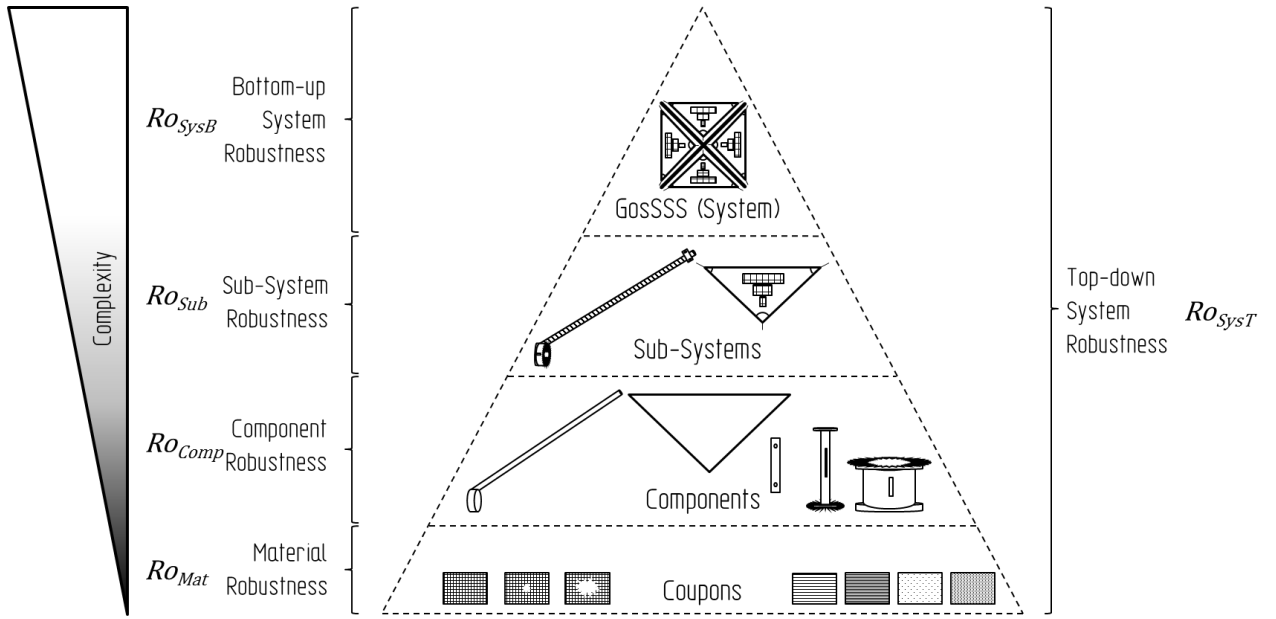 Complexity
Ro_SysB
Bottom-up
System
Robustness
GosSSS (System)
Ro_Sub
Sub-System
Robustness
Sub-Systems
Top-down
System
Robustness
Ro_SysT
Ro_Comp
Component
Robustness
Components
Ro_Mat
Material
Robustness
Coupons